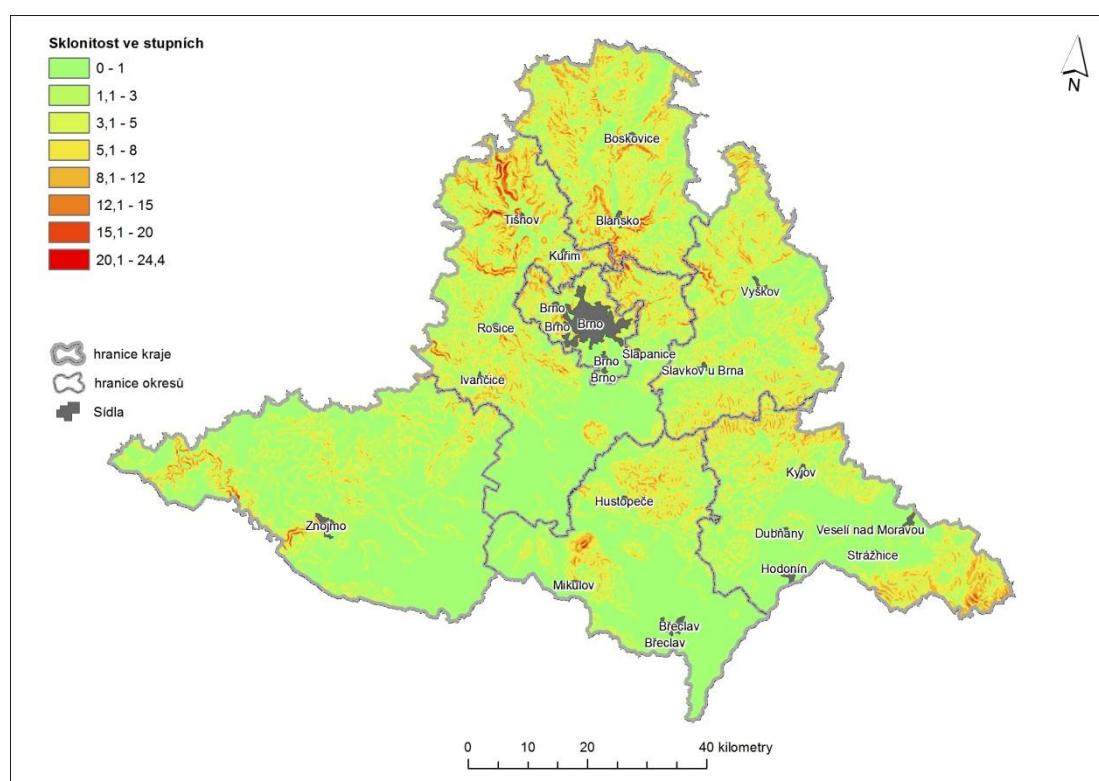 Sklonitost ve stupních
0 - 1
1,1 - 3
3,1 - 5
5,1 - 8
8,1 - 12
12,1 - 15
15,1 - 20
20,1 - 24,4
hranice kraje
hranice okresů
Sídla
N
Boskovice
Tišnov
Blansko
Kuřim
Vyškov
Brno
Brno
Brno
Rosice
Brno
Šlapanice
Brno
Slavkov u Brna
Ivančice
Kyjov
Hustopeče
Znojmo
Dubňany
Veselí nad Moravou
Strážnice
Hodonín
Mikulov
Břeclav
Břeclav
0 10 20 40 kilometry